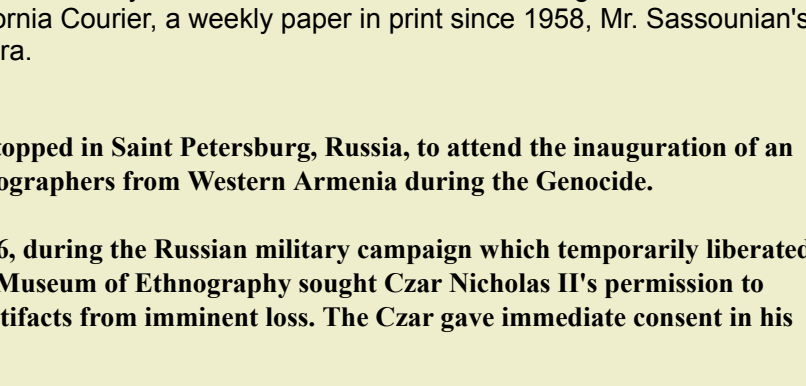 ornia Courier, a weekly paper in print since 1958, Mr. Sassounian's
ra.
topped in Saint Petersburg, Russia, to attend the inauguration of an
ographers from Western Armenia during the Genocide.
6, during the Russian military campaign which temporarily liberated
Museum of Ethnography sought Czar Nicholas II's permission to
tifacts from imminent loss. The Czar gave immediate consent in his